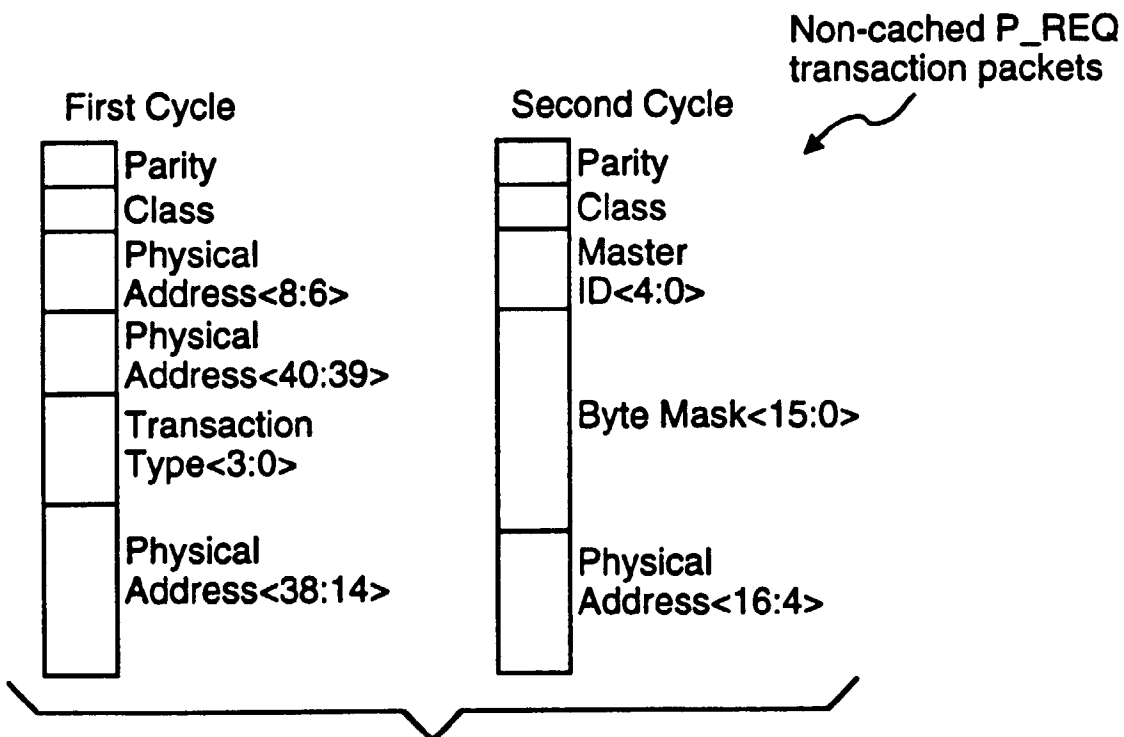 Non-cached P_REQ
transaction packets
First Cycle
Parity
Class
Physical
Address<8:6>
Physical
Address<40:39>
Transaction
Type<3:0>
Physical
Address<38:14>
Second Cycle
Parity
Class
Master
ID<4:0>
Byte Mask<15:0>
Physical
Address<16:4>